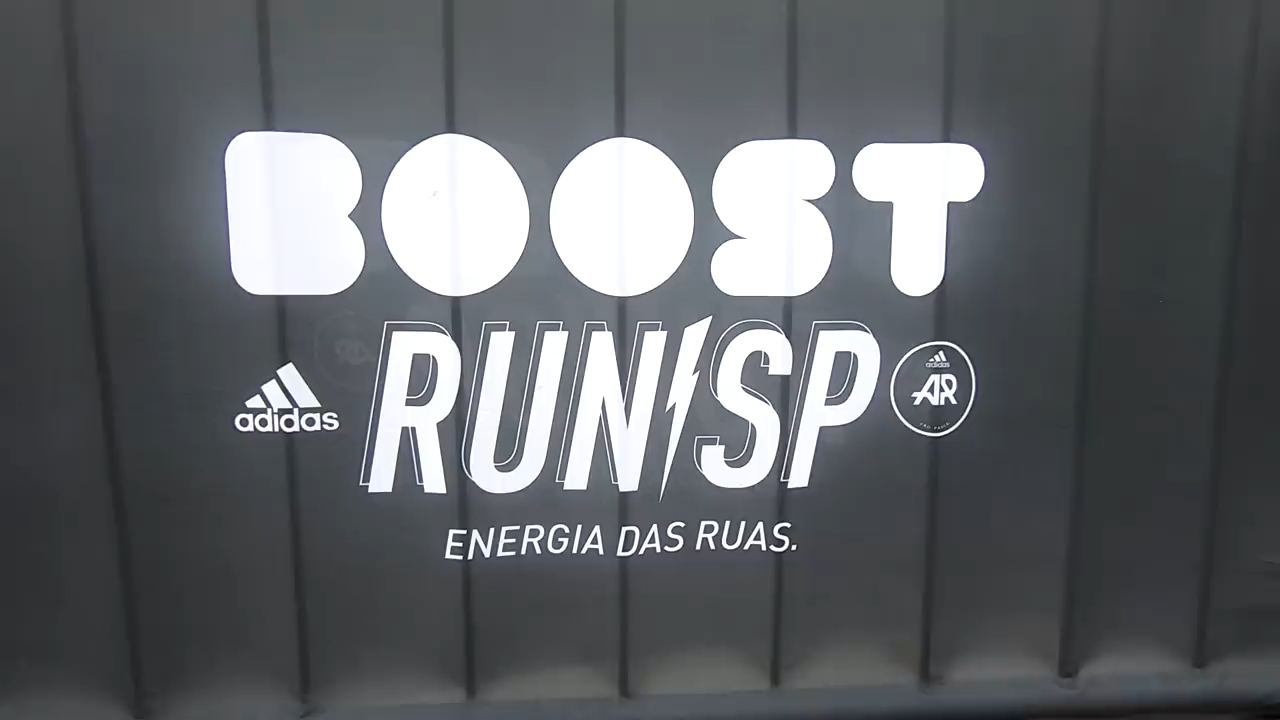 BOOST
adidas
RUN SP
adidas
AR
ENERGIA DAS RUAS.